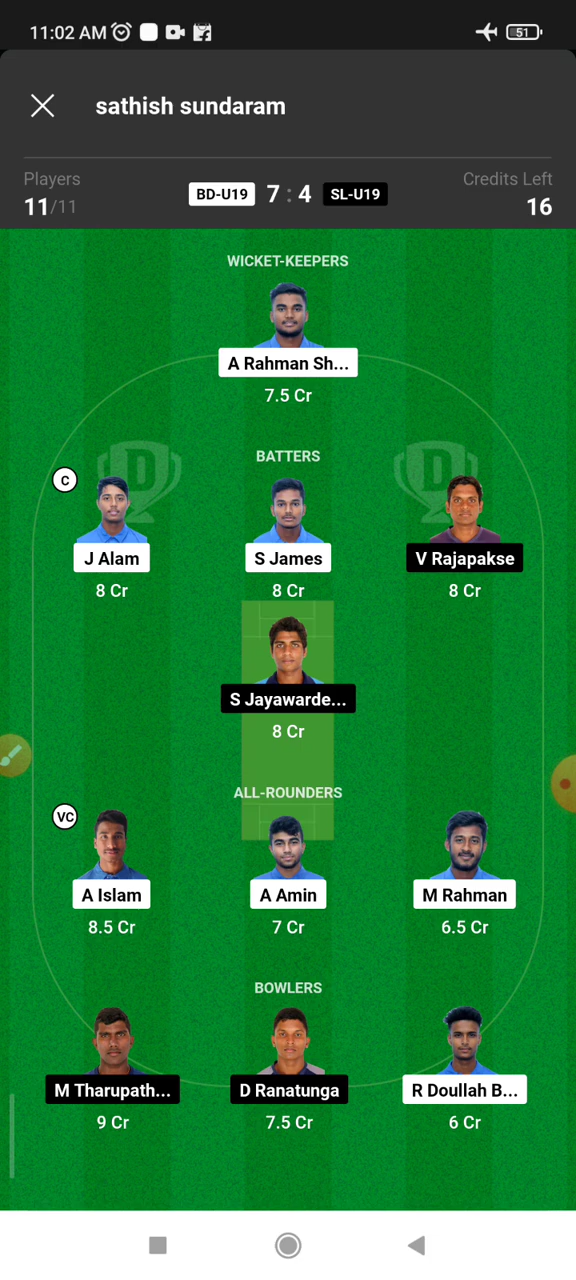 11:02 AM
51
sathish sundaram
Players
11/11
BD-U19 7 : 4 SL-U19
Credits Left
16
WICKET-KEEPERS
A Rahman Sh...
7.5 Cr
BATTERS
C
J Alam
8 Cr
S James
8 Cr
V Rajapakse
8 Cr
S Jayawarde...
8 Cr
ALL-ROUNDERS
VC
A Islam
8.5 Cr
A Amin
7 Cr
M Rahman
6.5 Cr
BOWLERS
M Tharupath...
9 Cr
D Ranatunga
7.5 Cr
R Doullah B...
6 Cr